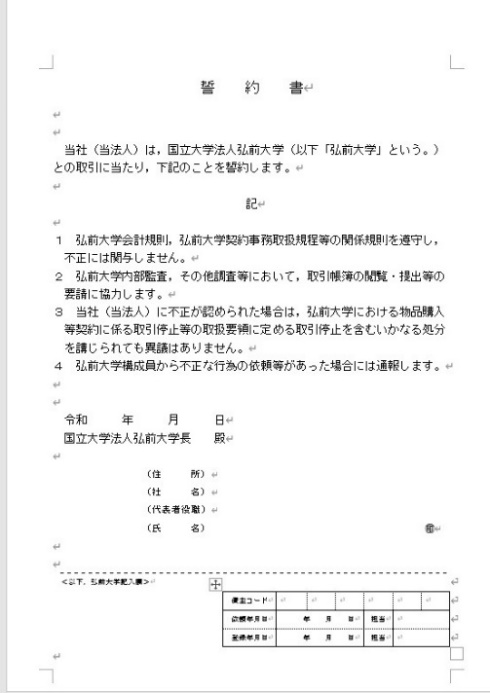 誓　約　書
当社（当法人）は，国立大学法人弘前大学（以下「弘前大学」という。）
との取引に当たり，下記のことを誓約します。
記
１　弘前大学会計規則，弘前大学契約事務取扱規程等の関係規則を遵守し，
不正には関与しません。
２　弘前大学内部監査，その他調査等において，取引帳簿の閲覧・提出等の
要請に協力します。
３　当社（当法人）に不正が認められた場合は，弘前大学における物品購入
等契約に係る取引停止等の取扱要領に定める取引停止を含むいかなる処分
を講じられても異議はありません。
４　弘前大学構成員から不正な行為の依頼等があった場合には通報します。
令和　　年　　月　　日
国立大学法人弘前大学長　殿
（住　　所）
（社　　名）
（代表者役職）
（氏　　名）　　㊞
＜以下，弘前大学記入欄＞
債主コード
依頼年月日　　年　月　日　担当
登録年月日　　年　月　日　担当